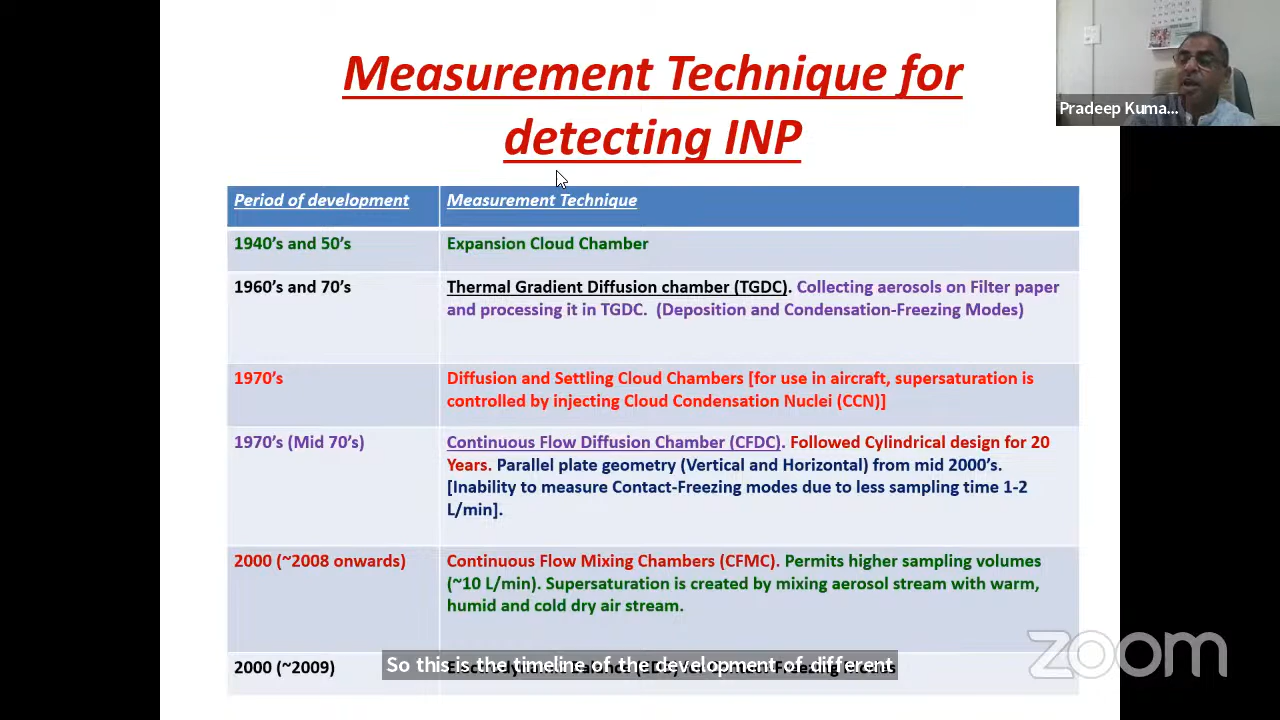 Measurement Technique for
detecting INP
Pradeep Kuma...
Period of development
Measurement Technique
1940's and 50's
Expansion Cloud Chamber
1960's and 70's
Thermal Gradient Diffusion chamber (TGDC). Collecting aerosols on Filter paper
and processing it in TGDC. (Deposition and Condensation-Freezing Modes)
1970's
Diffusion and Settling Cloud Chambers [for use in aircraft, supersaturation is
controlled by injecting Cloud Condensation Nuclei (CCN)]
1970's (Mid 70's)
Continuous Flow Diffusion Chamber (CFDC). Followed Cylindrical design for 20
Years. Parallel plate geometry (Vertical and Horizontal) from mid 2000's.
[Inability to measure Contact-Freezing modes due to less sampling time 1-2
L/min].
2000 (~2008 onwards)
Continuous Flow Mixing Chambers (CFMC). Permits higher sampling volumes
(~10 L/min). Supersaturation is created by mixing aerosol stream with warm,
humid and cold dry air stream.
2000 (~2009)
So this is the timeline of the development of different
zoom